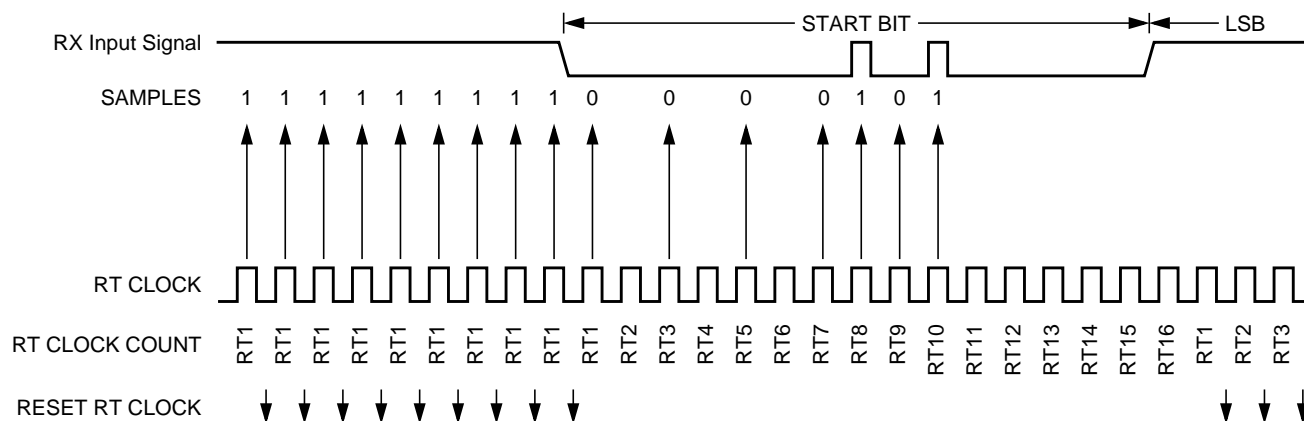 START BIT LSB
RX Input Signal
SAMPLES 1 1 1 1 1 1 1 1 1 0 0 0 0 1 0 1
RT CLOCK
RT CLOCK COUNT RT1 RT1 RT1 RT1 RT1 RT1 RT1 RT1 RT1 RT1 RT2 RT3 RT4 RT5 RT6 RT7 RT8 RT9 RT10 RT11 RT12 RT13 RT14 RT15 RT16 RT1 RT2 RT3
RESET RT CLOCK